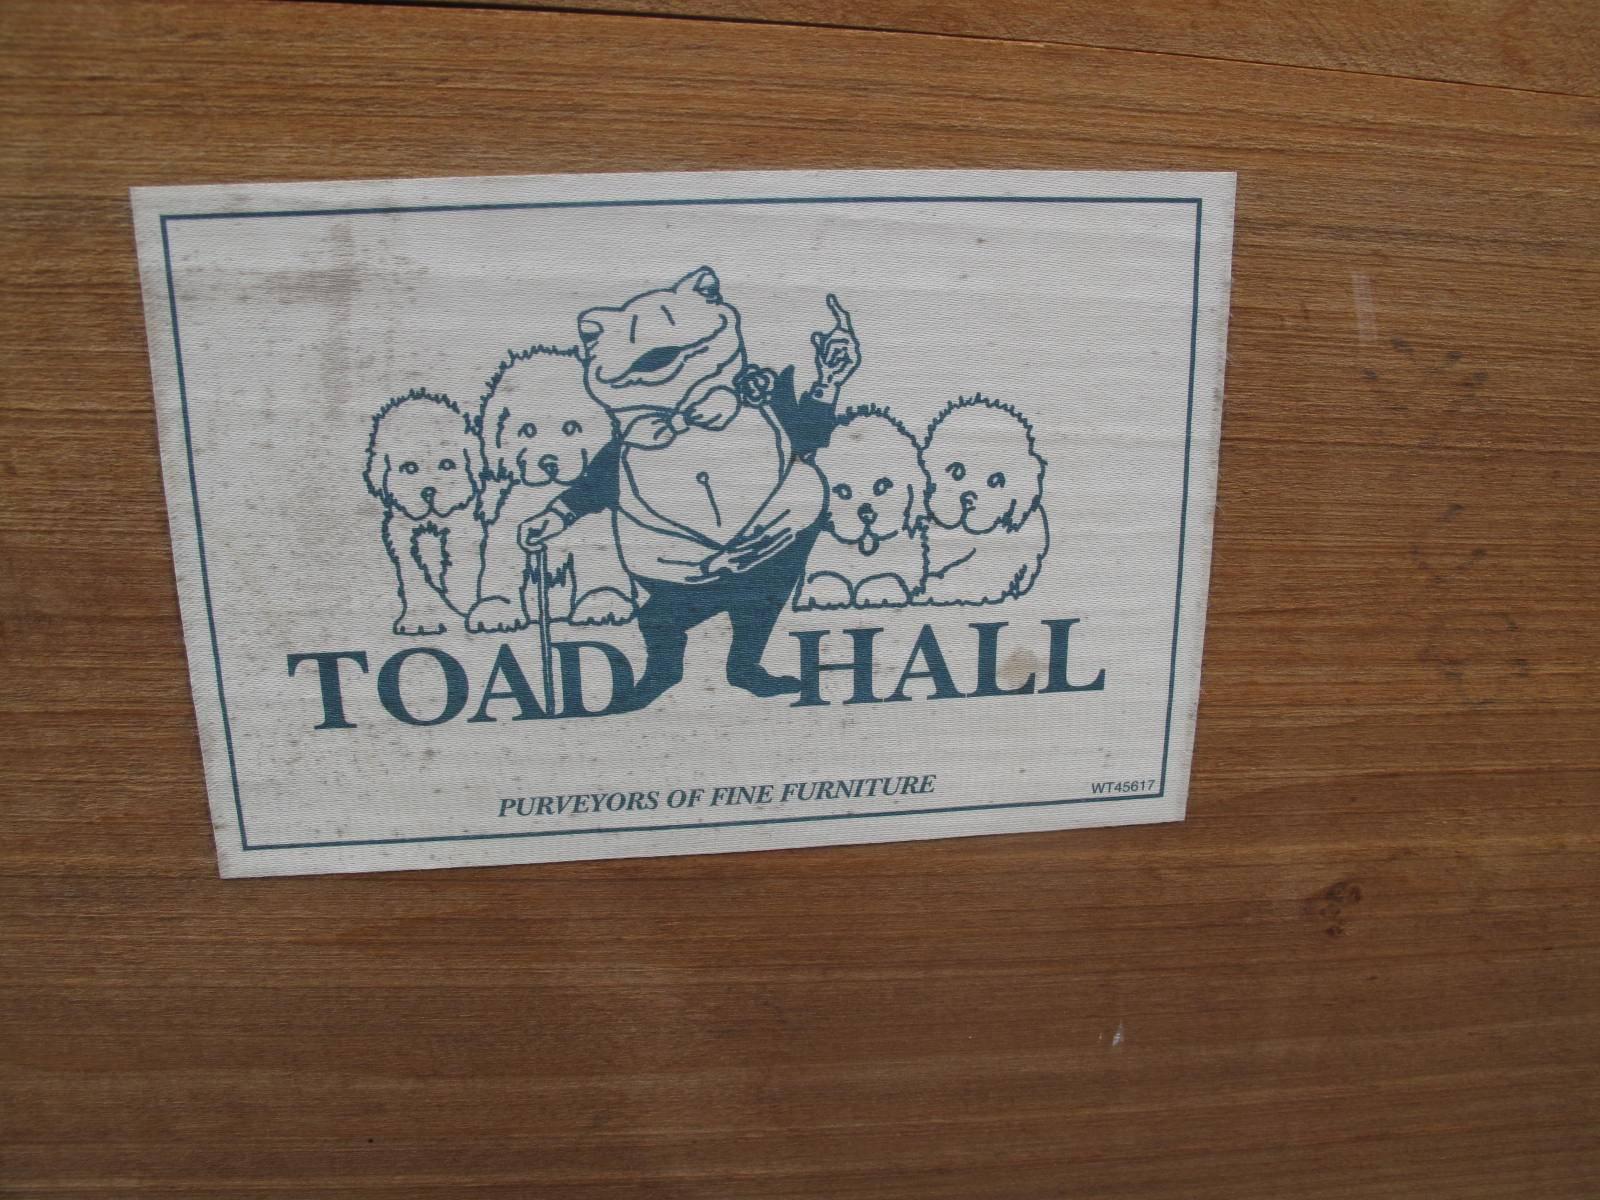 TOAD HALL
PURVEYORS OF FINE FURNITURE
WT45617